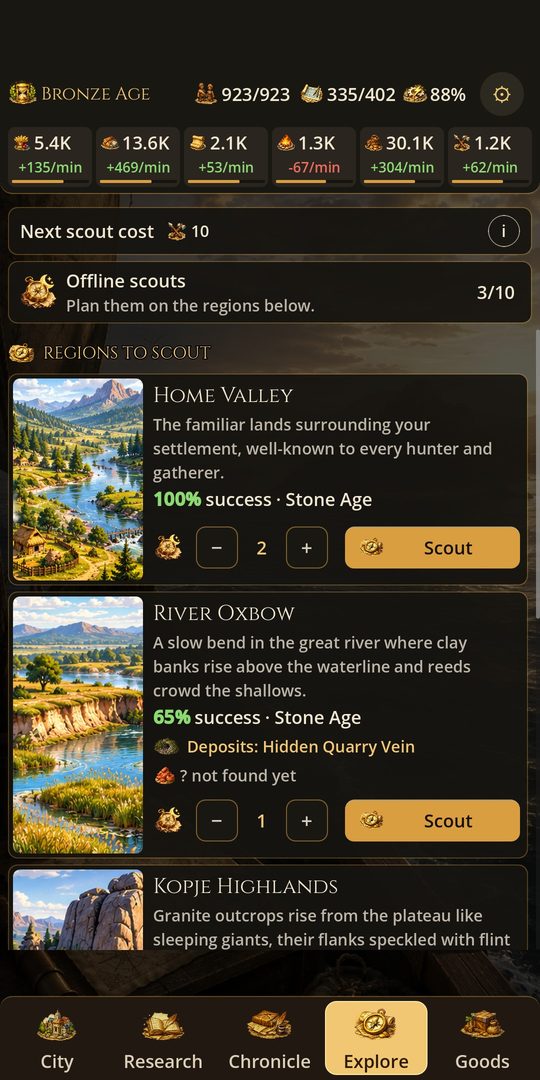 Bronze Age 923/923 335/402 88%
5.4K 13.6K 2.1K 1.3K 30.1K 1.2K
+135/min +469/min +53/min -67/min +304/min +62/min
Next scout cost 10 i
Offline scouts
Plan them on the regions below.
3/10
Regions to Scout
Home Valley
The familiar lands surrounding your
settlement, well-known to every hunter and
gatherer.
100% success · Stone Age
− 2 + Scout
River Oxbow
A slow bend in the great river where clay
banks rise above the waterline and reeds
crowd the shallows.
65% success · Stone Age
Deposits: Hidden Quarry Vein
? not found yet
− 1 + Scout
Kopje Highlands
Granite outcrops rise from the plateau like
sleeping giants, their flanks speckled with flint
City Research Chronicle Explore Goods